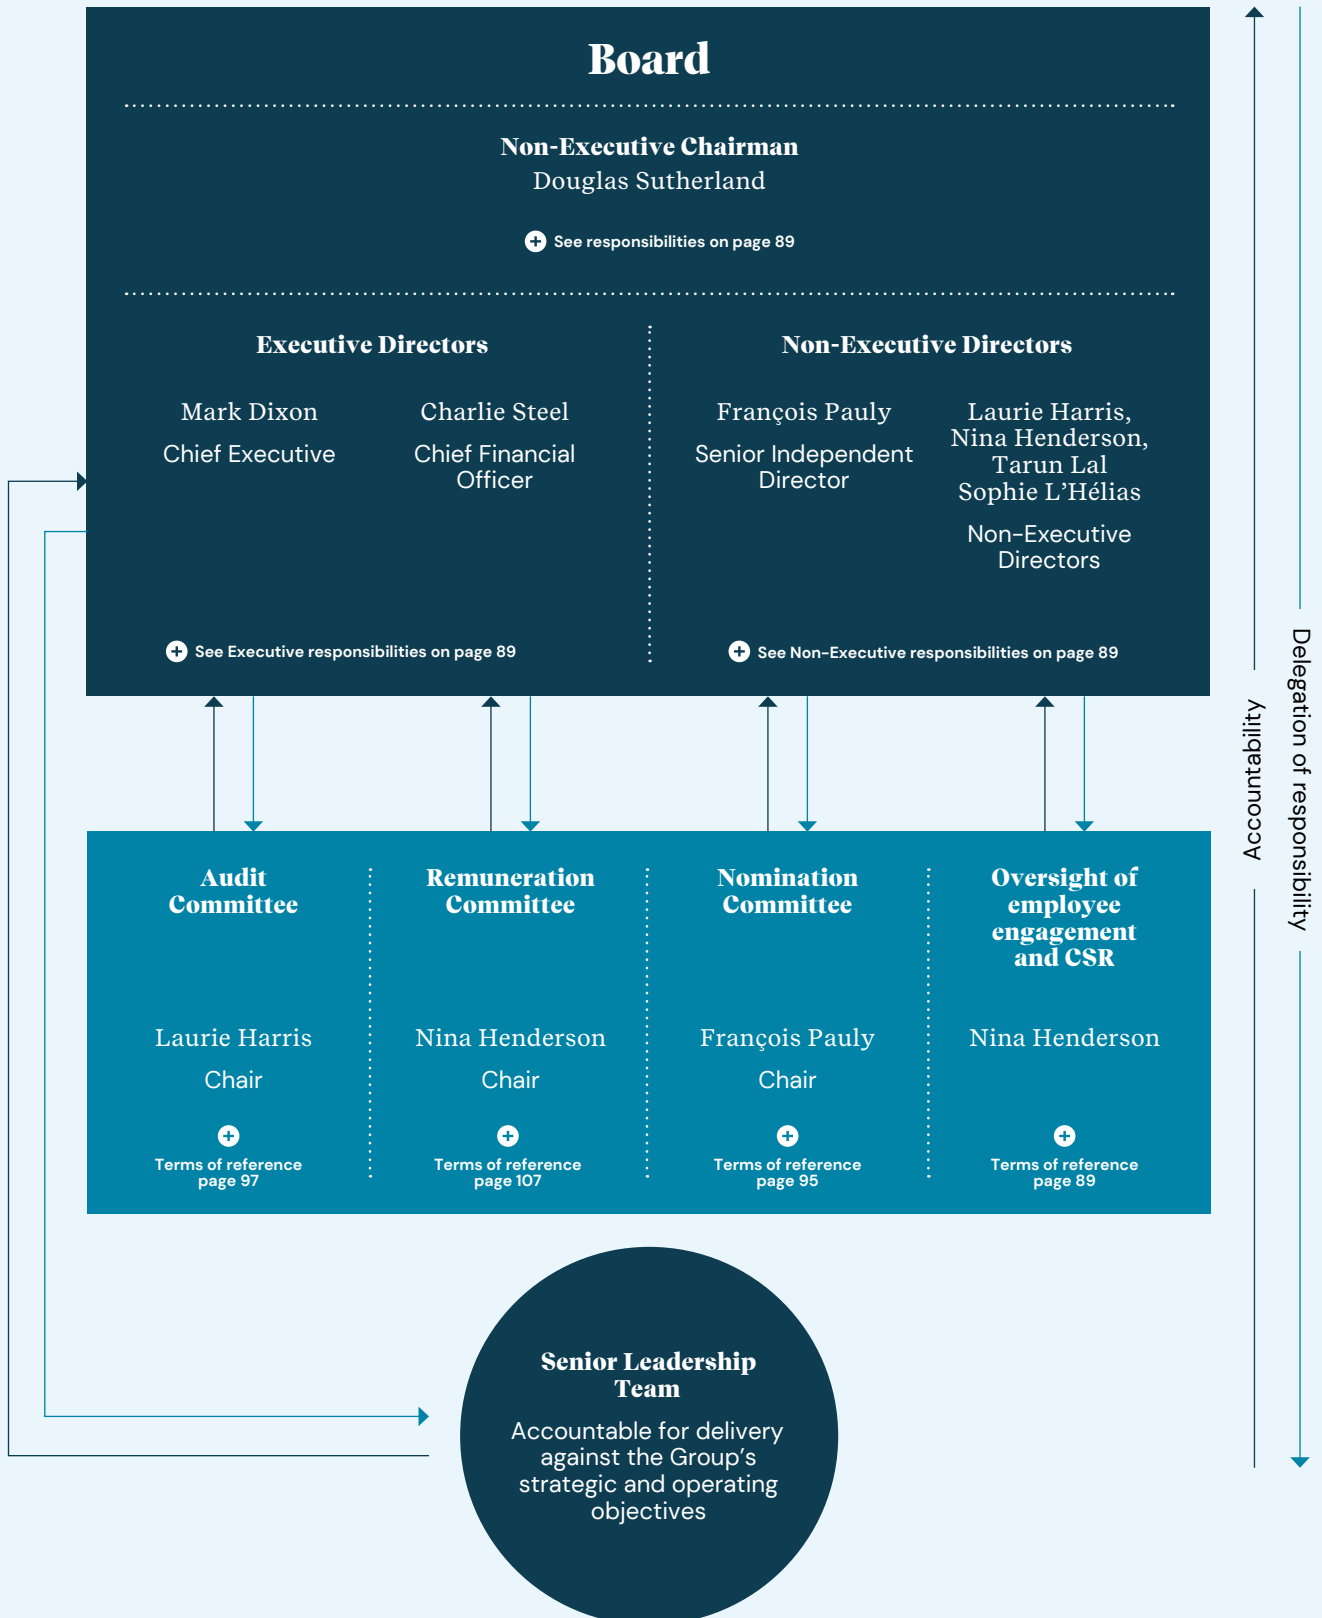 Board
Non-Executive Chairman
Douglas Sutherland
See responsibilities on page 89
Executive Directors
Mark Dixon
Chief Executive
Charlie Steel
Chief Financial
Officer
See Executive responsibilities on page 89
Non-Executive Directors
François Pauly
Senior Independent
Director
Laurie Harris,
Nina Henderson,
Tarun Lal
Sophie L’Hélias
Non-Executive
Directors
See Non-Executive responsibilities on page 89
Audit
Committee
Laurie Harris
Chair
Terms of reference
page 97
Remuneration
Committee
Nina Henderson
Chair
Terms of reference
page 107
Nomination
Committee
François Pauly
Chair
Terms of reference
page 95
Oversight of
employee
engagement
and CSR
Nina Henderson
Terms of reference
page 89
Senior Leadership
Team
Accountable for delivery
against the Group’s
strategic and operating
objectives
Accountability
Delegation of responsibility